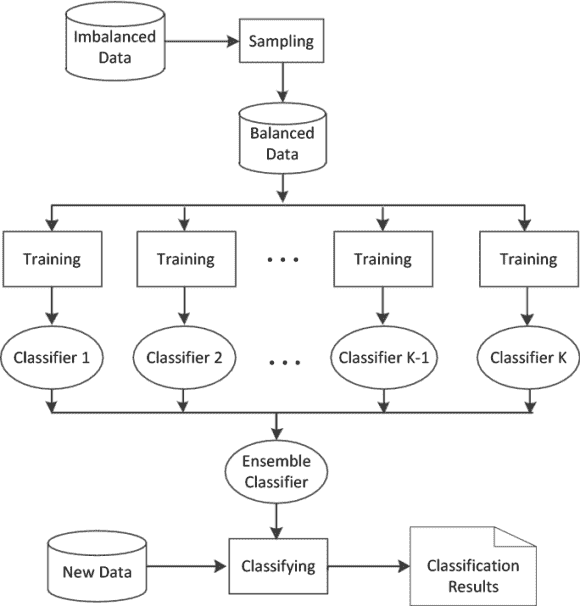 Imbalanced
Data
Sampling
Balanced
Data
Training
Training
...
Training
Training
Classifier 1
Classifier 2
...
Classifier K-1
Classifier K
Ensemble
Classifier
New Data
Classifying
Classification
Results